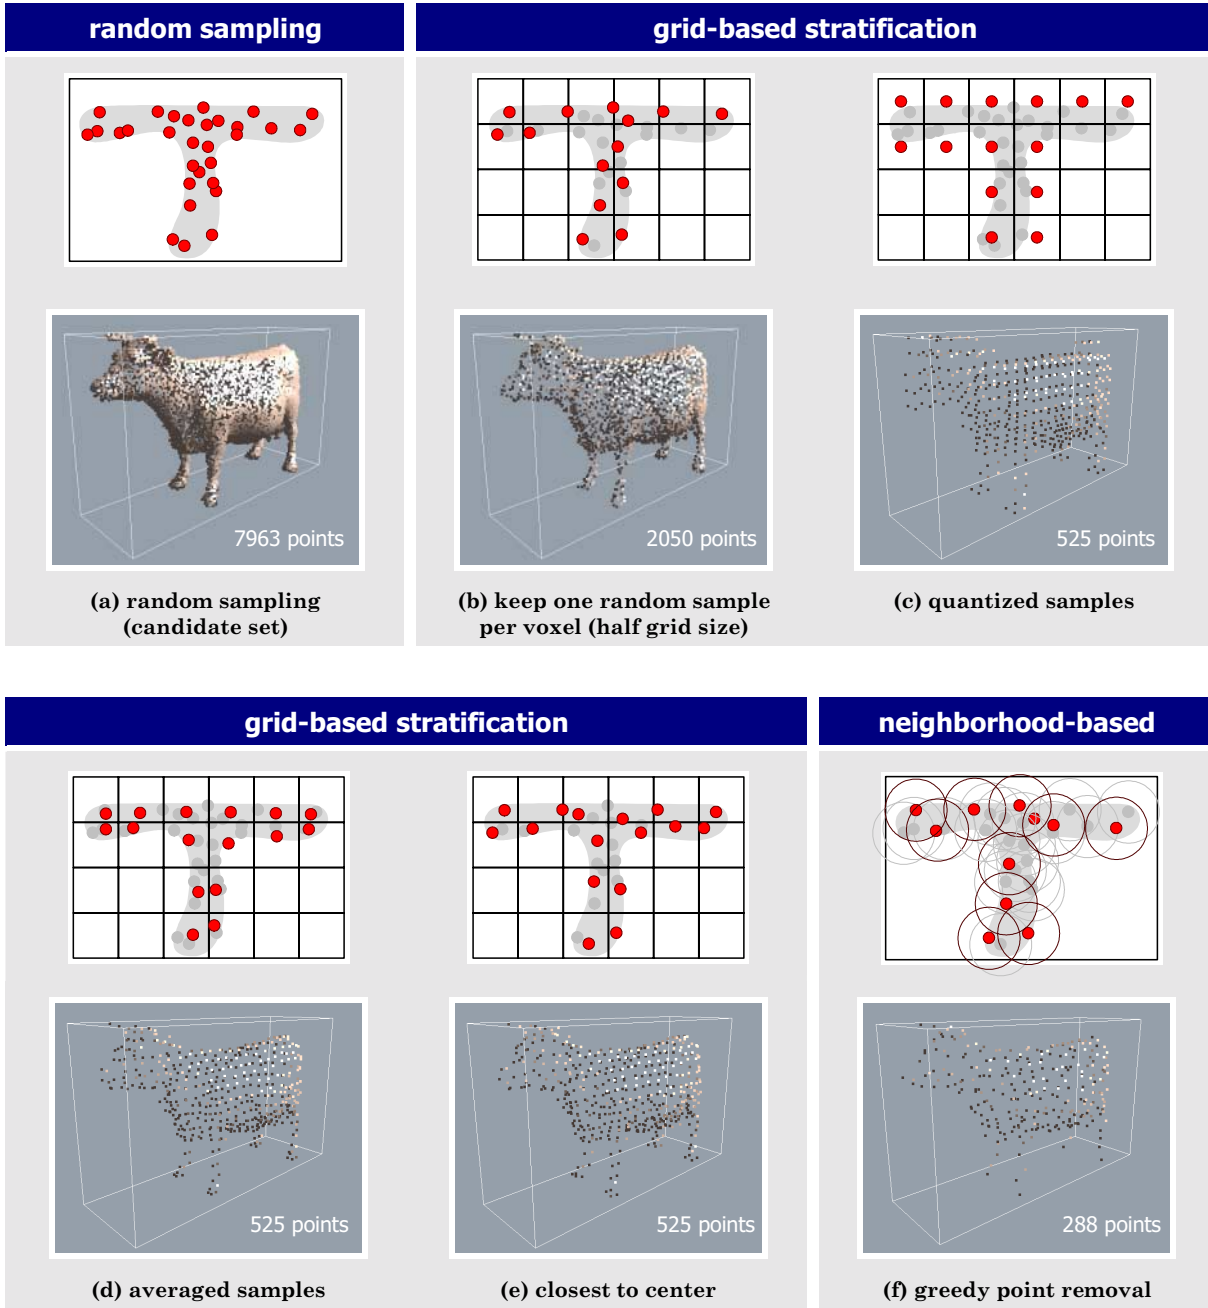 random sampling
grid-based stratification
7963 points
2050 points
525 points
(a) random sampling
(candidate set)
(b) keep one random sample
per voxel (half grid size)
(c) quantized samples
grid-based stratification
neighborhood-based
525 points
525 points
288 points
(d) averaged samples
(e) closest to center
(f) greedy point removal